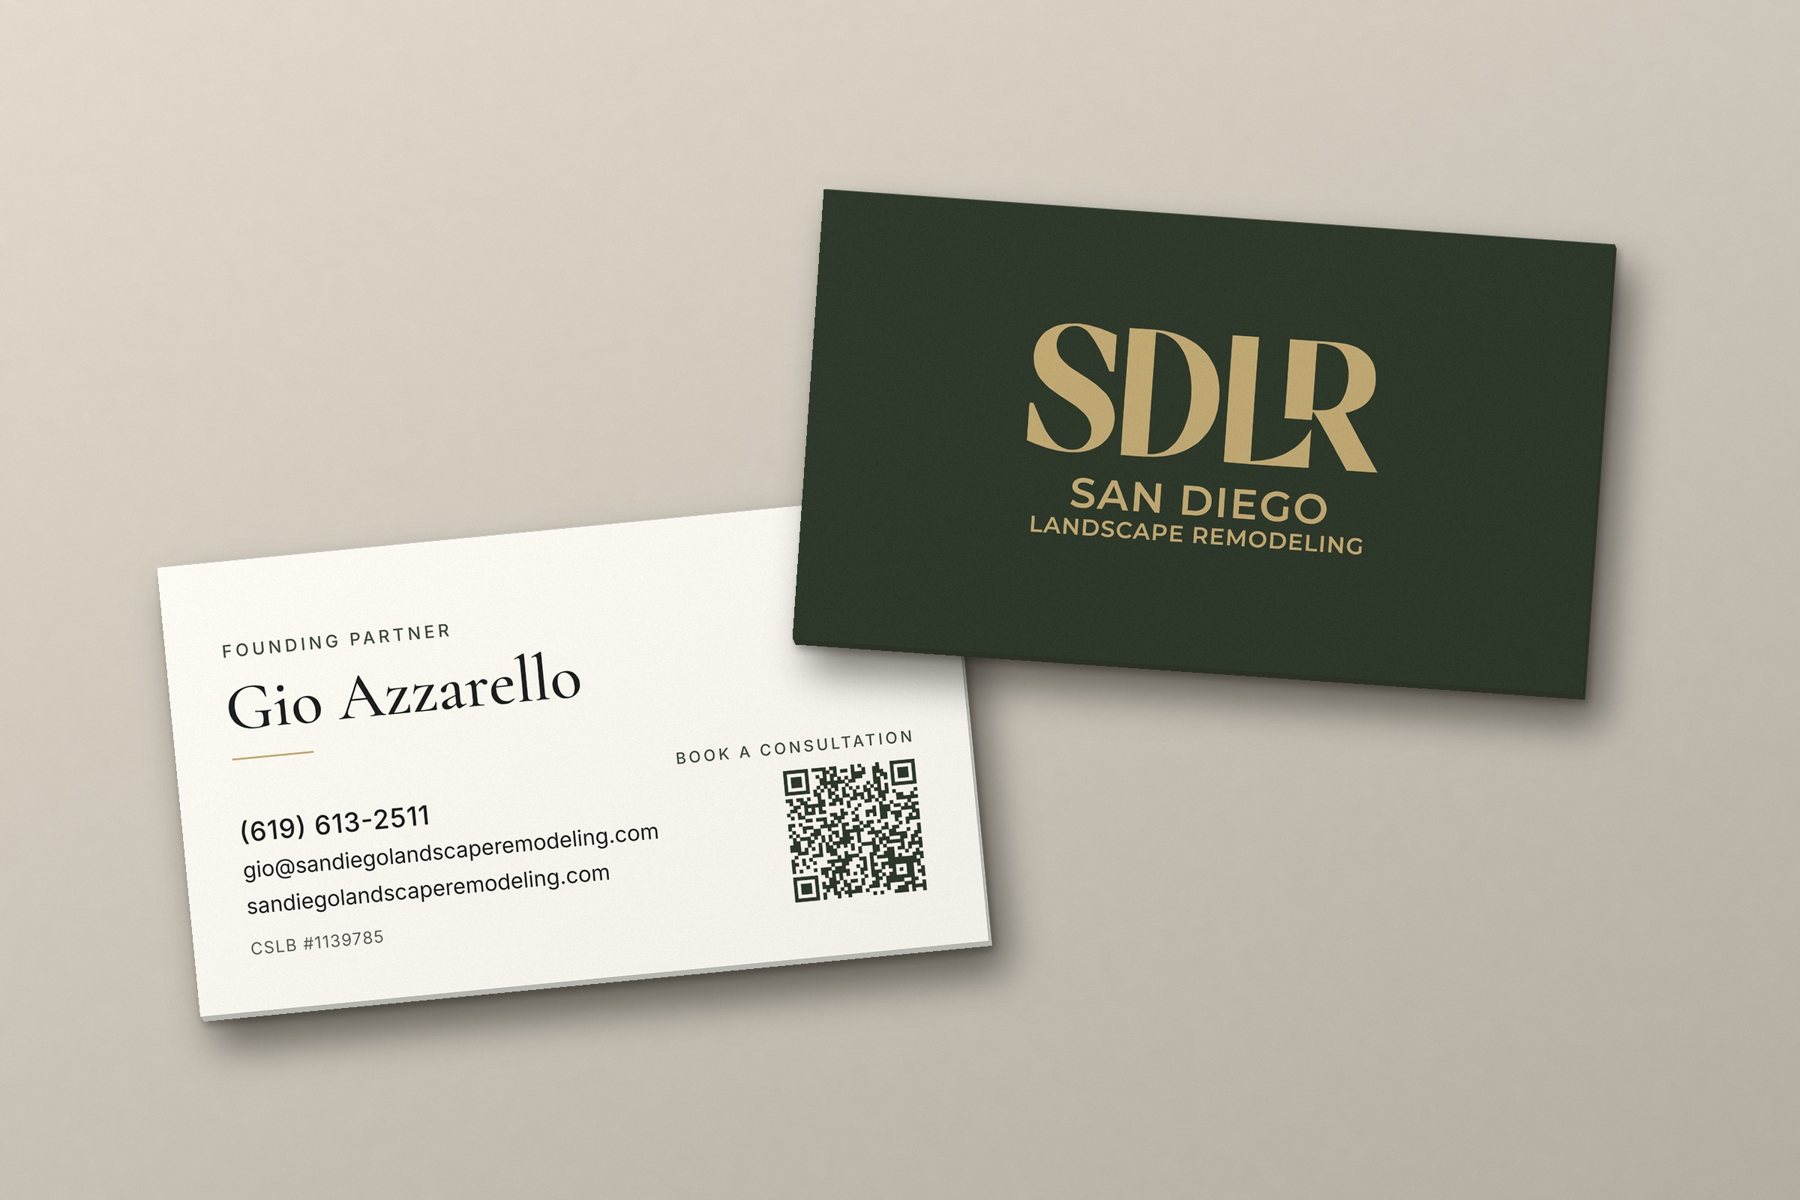 SDLR
SAN DIEGO
LANDSCAPE REMODELING
FOUNDING PARTNER
Gio Azzarello
BOOK A CONSULTATION
(619) 613-2511
gio@sandiegolandscaperemodeling.com
sandiegolandscaperemodeling.com
CSLB #1139785